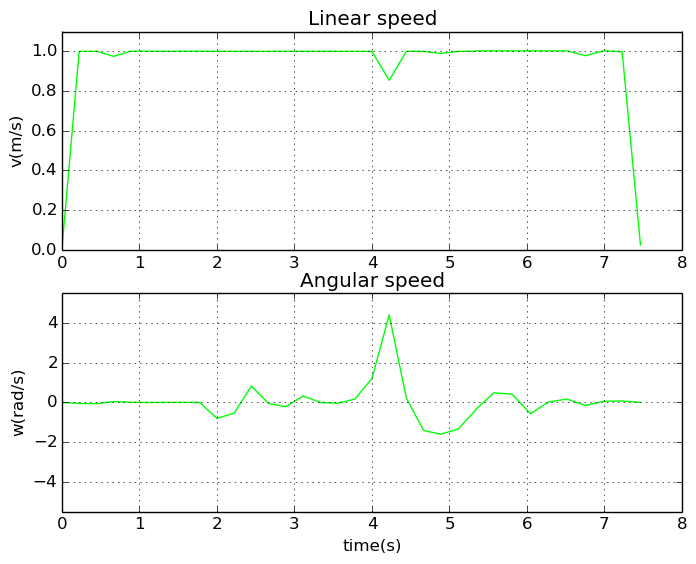 Linear speed
1.0
0.8
0.6
0.4
0.2
0.0
v(m/s)
0 1 2 3 4 5 6 7 8
Angular speed
4
2
0
−2
−4
w(rad/s)
0 1 2 3 4 5 6 7 8
time(s)